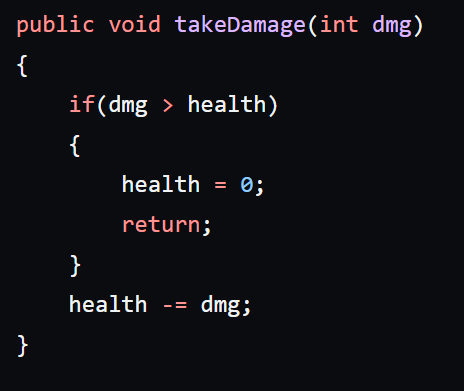 public void takeDamage(int dmg)
{
    if(dmg > health)
    {
        health = 0;
        return;
    }
    health -= dmg;
}